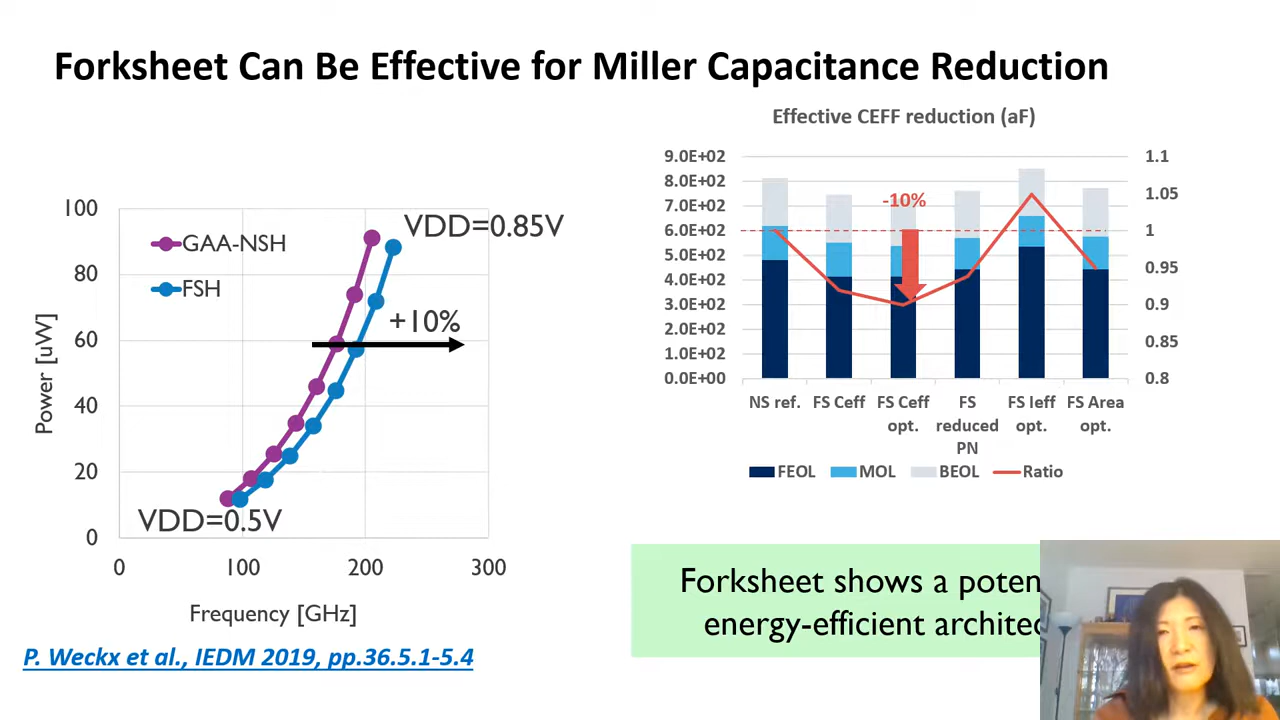 Forksheet Can Be Effective for Miller Capacitance Reduction
Effective CEFF reduction (aF)
9.0E+02
8.0E+02
7.0E+02
6.0E+02
5.0E+02
4.0E+02
3.0E+02
2.0E+02
1.0E+02
0.0E+00
1.1
1.05
1
0.95
0.9
0.85
0.8
-10%
NS ref.
FS Ceff
FS Ceff opt.
FS reduced PN
FS Ieff opt.
FS Area opt.
FEOL
MOL
BEOL
Ratio
100
80
60
40
20
0
Power [uW]
GAA-NSH
FSH
VDD=0.85V
+10%
VDD=0.5V
0
100
200
300
Frequency [GHz]
P. Weckx et al., IEDM 2019, pp.36.5.1-5.4
Forksheet shows a
energy-efficient